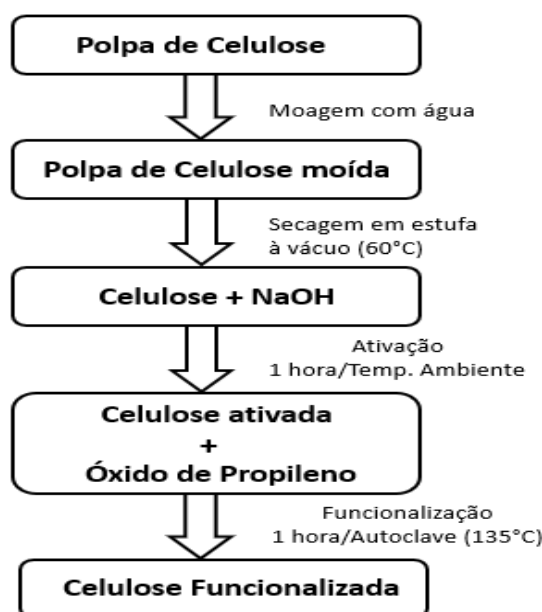 Polpa de Celulose
Moagem com água
Polpa de Celulose moída
Secagem em estufa
à vácuo (60°C)
Celulose + NaOH
Ativação
1 hora/Temp. Ambiente
Celulose ativada
+
Óxido de Propileno
Funcionalização
1 hora/Autoclave (135°C)
Celulose Funcionalizada